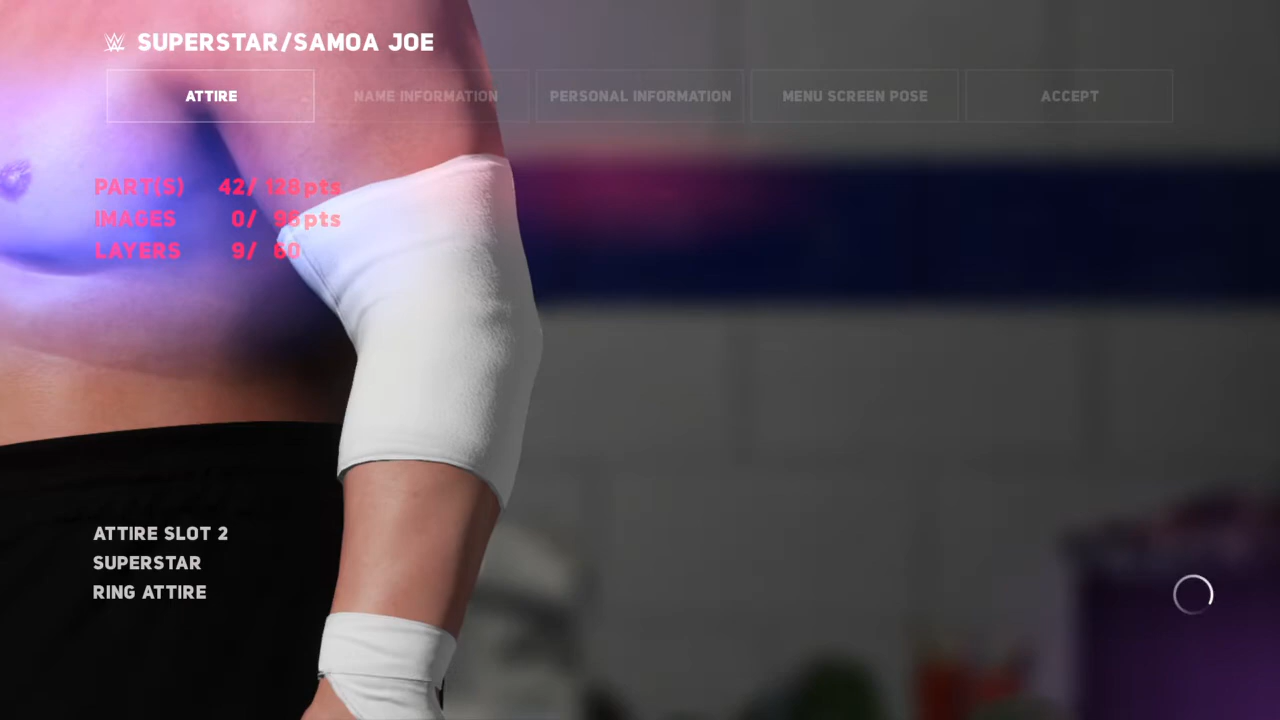 SUPERSTAR/SAMOA JOE
ATTIRE
NAME INFORMATION
PERSONAL INFORMATION
MENU SCREEN POSE
ACCEPT
PART(S) 42/ 128pts
IMAGES 0/ 96pts
LAYERS 9/ 60
ATTIRE SLOT 2
SUPERSTAR
RING ATTIRE